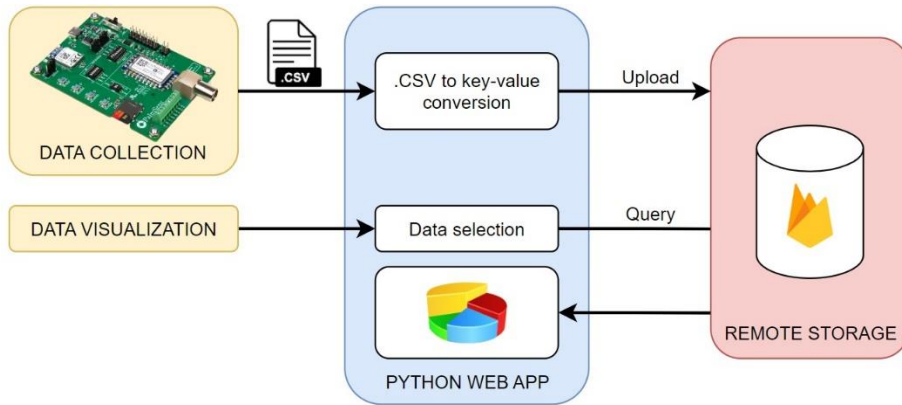 .CSV
DATA COLLECTION
.CSV to key-value
conversion
Upload
DATA VISUALIZATION
Data selection
Query
PYTHON WEB APP
REMOTE STORAGE